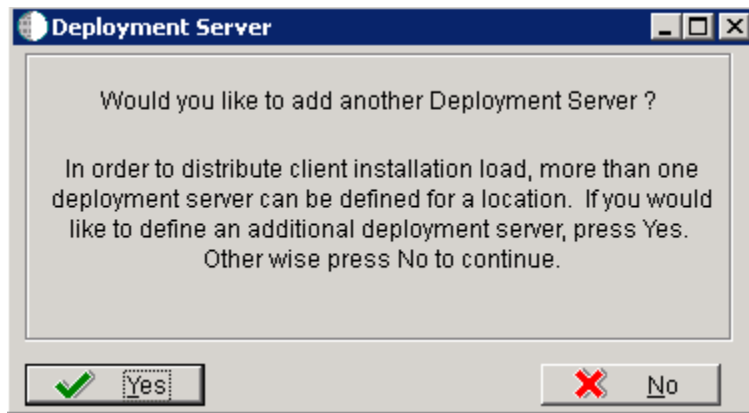 Deployment Server
Would you like to add another Deployment Server ?
In order to distribute client installation load, more than one
deployment server can be defined for a location. If you would
like to define an additional deployment server, press Yes.
Other wise press No to continue.
Yes
No